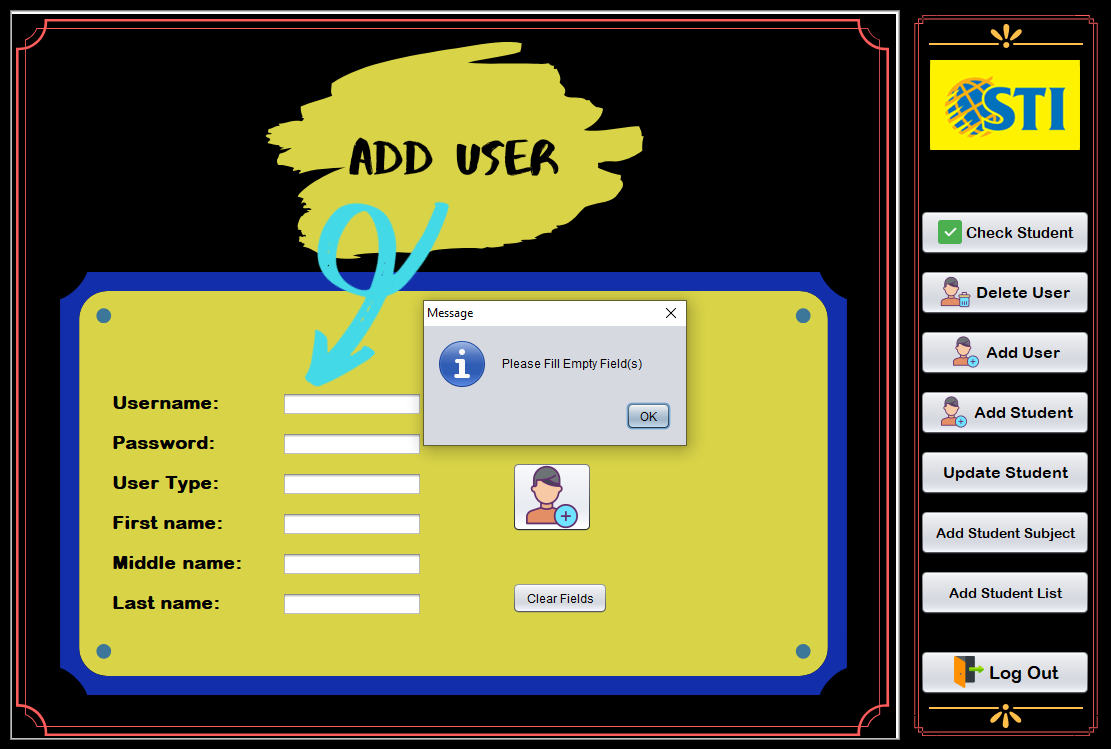 ADD USER
Message
Please Fill Empty Field(s)
OK
Username:
Password:
User Type:
First name:
Middle name:
Last name:
Clear Fields
STI
Check Student
Delete User
Add User
Add Student
Update Student
Add Student Subject
Add Student List
Log Out